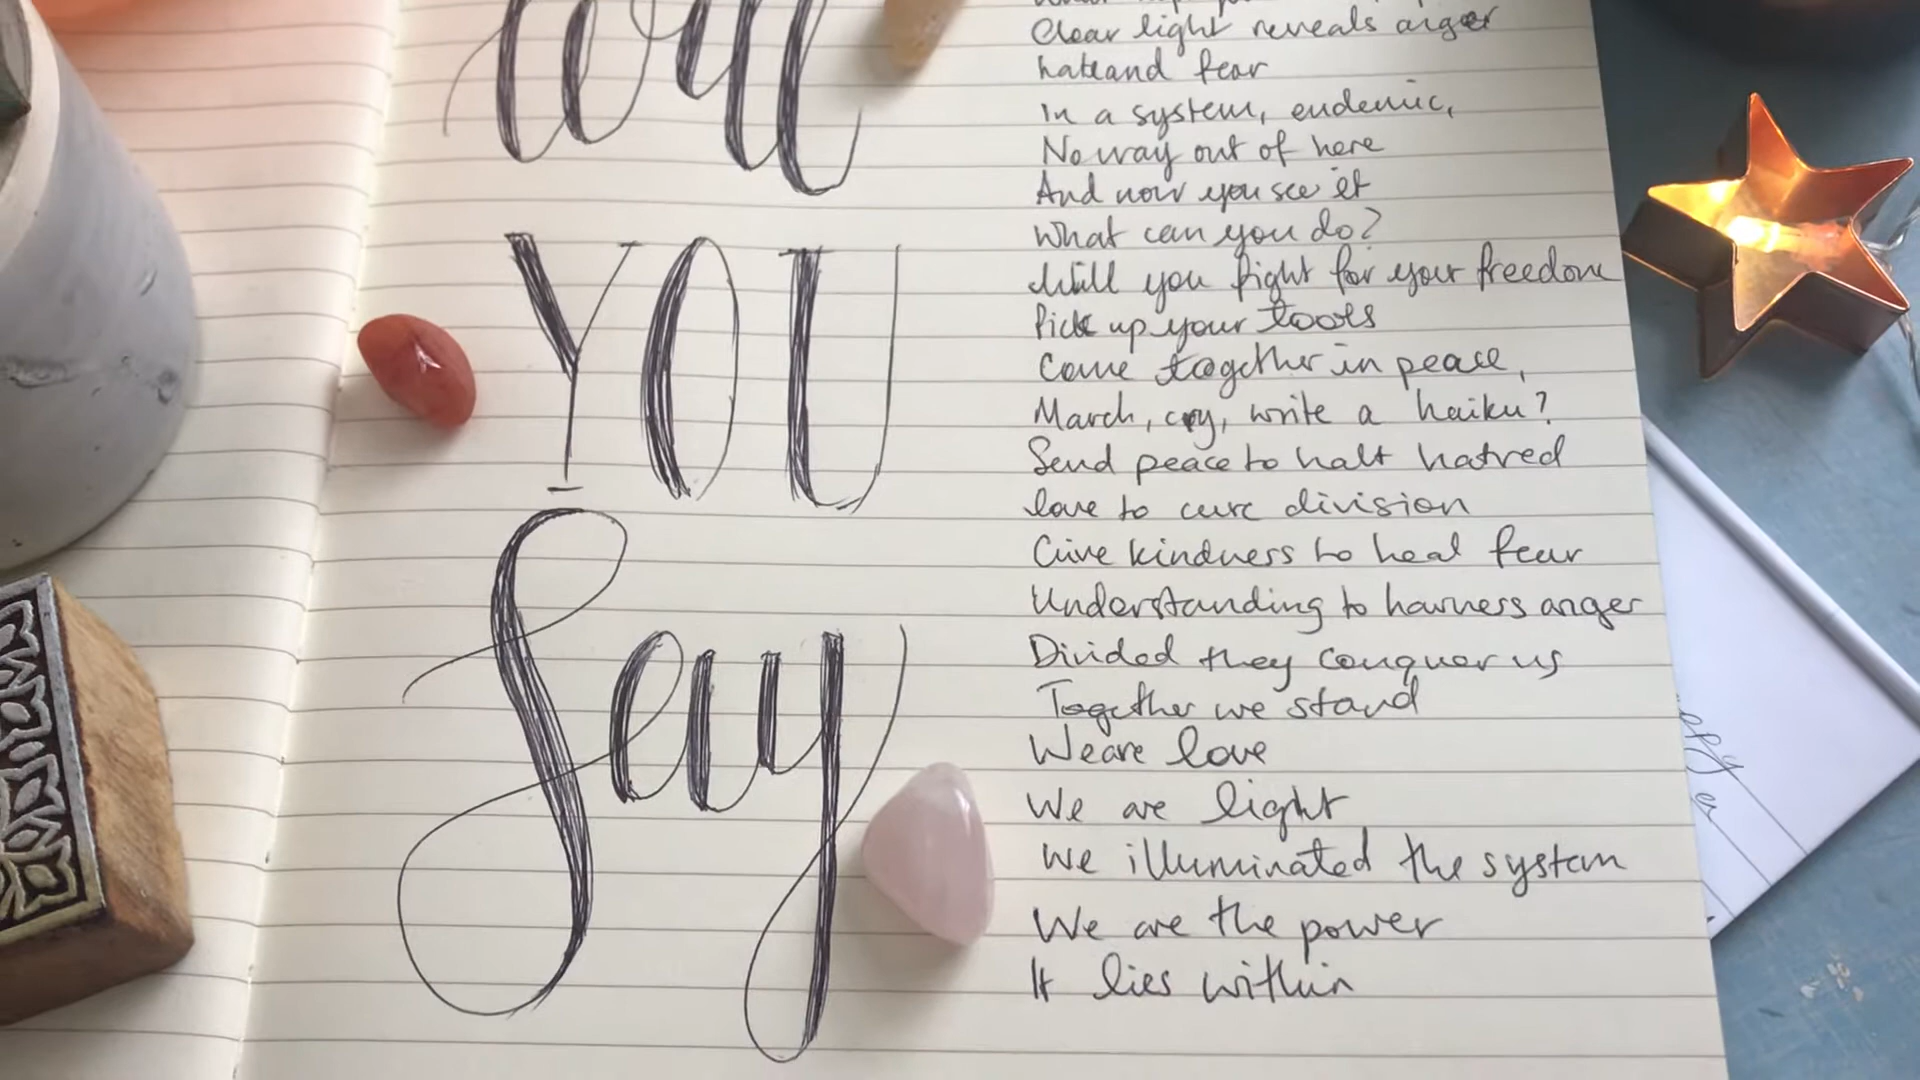 will
YOU
Say
Clear light reveals anger
hate and fear
In a system, endemic,
No way out of here
And now you see it
What can you do?
Will you fight for your freedom
Pick up your tools
Come together in peace,
March, cry, write a haiku?
Send peace to halt hatred
love to cure division
Give kindness to heal fear
Understanding to harness anger
Divided they conquer us
Together we stand
We are love
We are light
We illuminated the system
We are the power
It lies within